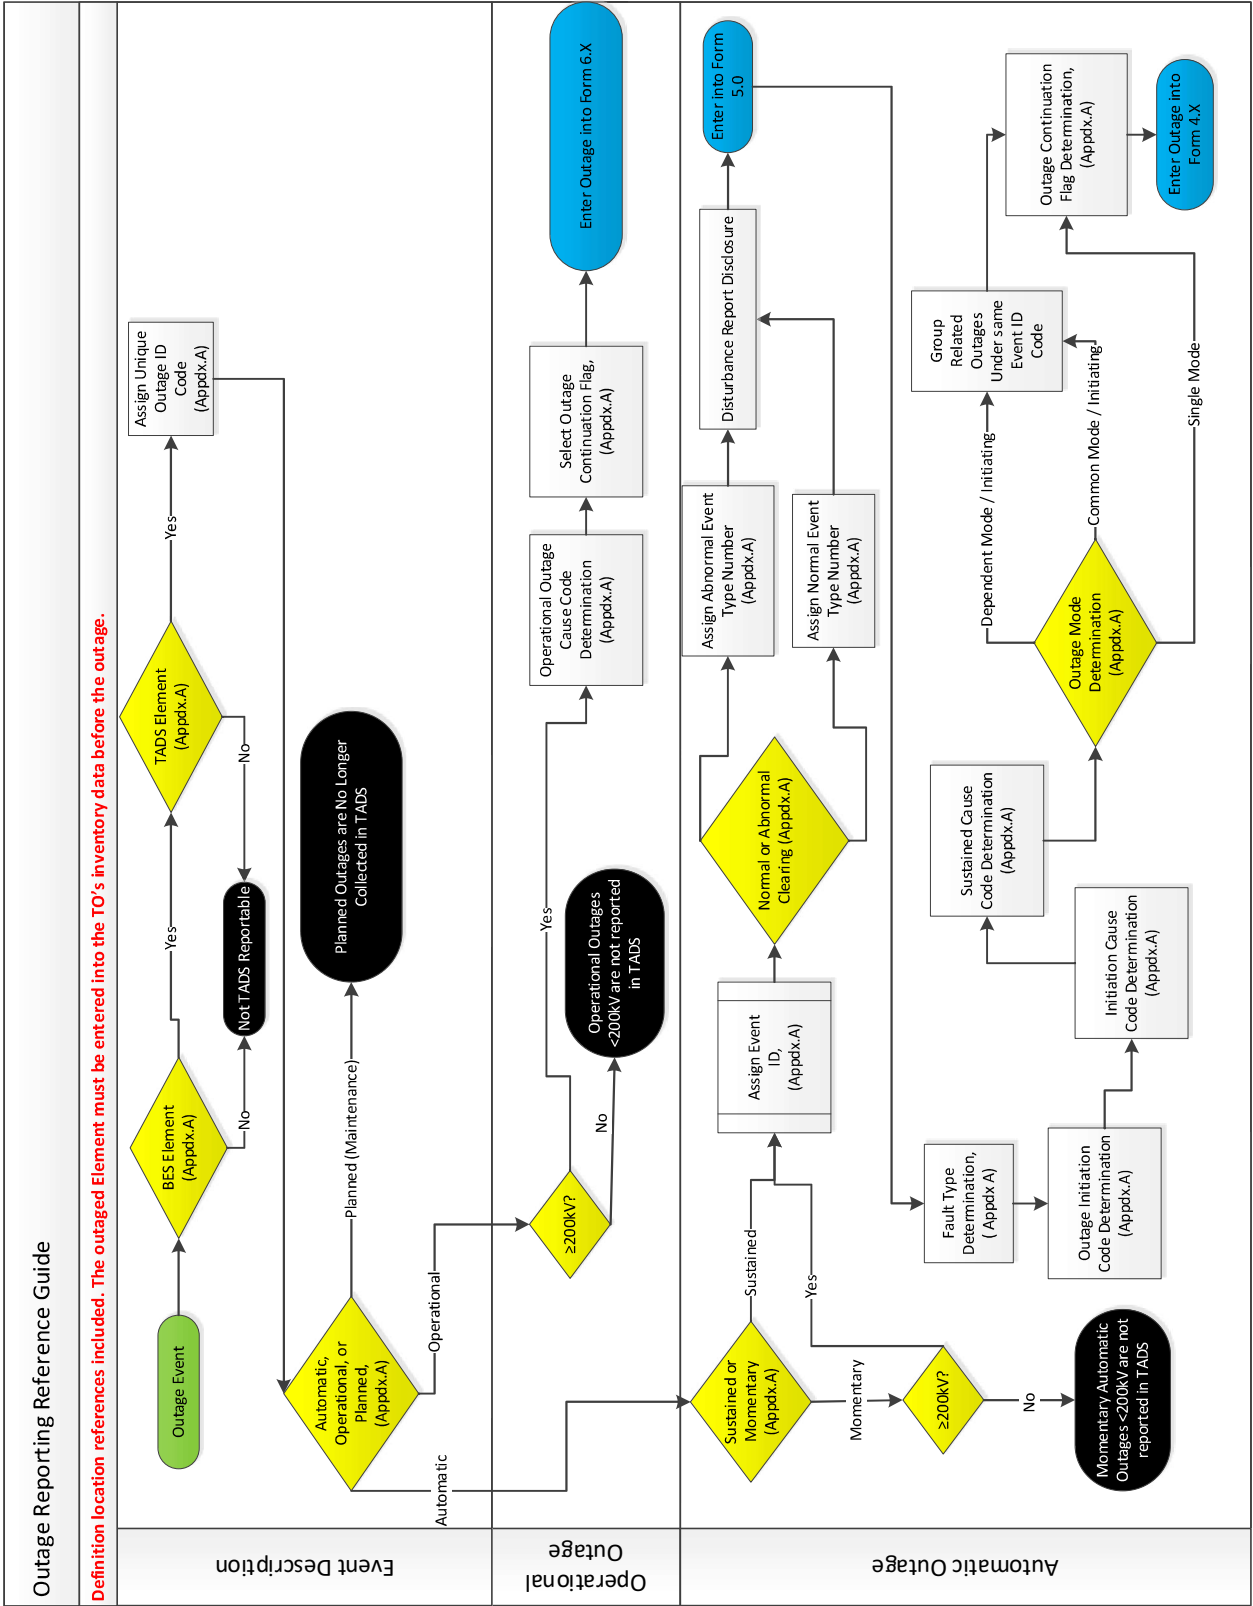 Outage Reporting Reference Guide
Definition location references included. The outaged Element must be entered into the TO's inventory data before the outage.
Event Description
Outage Event
BES Element
(Appdx.A)
Yes
No
TADS Element
(Appdx.A)
Yes
No
Not TADS Reportable
Assign Unique
Outage ID
Code
(Appdx.A)
Automatic,
Operational, or
Planned,
(Appdx.A)
Planned (Maintenance)
Planned Outages are No Longer
Collected in TADS
Operational
Automatic
Operational
Outage
≥200kV?
Yes
No
Operational Outages
<200kV are not reported
in TADS
Operational Outage
Cause Code
Determination
(Appdx.A)
Select Outage
Continuation Flag,
(Appdx.A)
Enter Outage into Form 6.X
Automatic Outage
Sustained or
Momentary
(Appdx.A)
Sustained
Momentary
≥200kV?
Yes
No
Momentary Automatic
Outages <200kV are not
reported in TADS
Assign Event
ID,
(Appdx.A)
Normal or Abnormal
Clearing (Appdx.A)
Assign Abnormal Event
Type Number
(Appdx.A)
Assign Normal Event
Type Number
(Appdx.A)
Disturbance Report Disclosure
Enter into Form
5.0
Fault Type
Determination,
( Appdx A)
Outage Initiation
Code Determination
(Appdx.A)
Initiation Cause
Code Determination
(Appdx.A)
Sustained Cause
Code Determination
(Appdx.A)
Outage Mode
Determination
(Appdx.A)
Dependent Mode / Initiating
Common Mode / Initiating
Single Mode
Group
Related
Outages
Under same
Event ID
Code
Outage Continuation
Flag Determination,
(Appdx.A)
Enter Outage into
Form 4.X